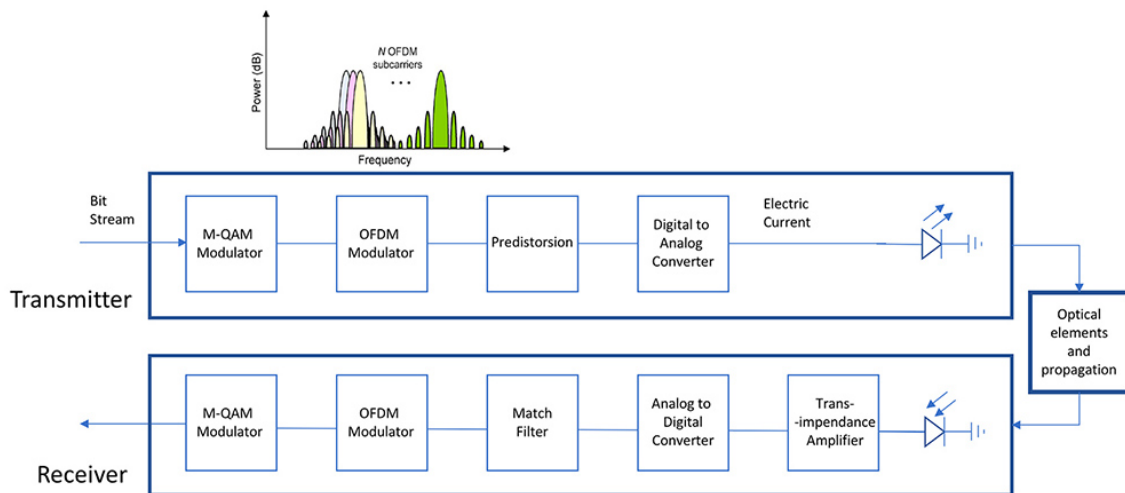 N OFDM
subcarriers
• • •
Power (dB)
Frequency
Bit
Stream
M-QAM
Modulator
OFDM
Modulator
Predistorsion
Digital to
Analog
Converter
Electric
Current
Transmitter
Optical
elements
and
propagation
M-QAM
Modulator
OFDM
Modulator
Match
Filter
Analog to
Digital
Converter
Trans-
-impedance
Amplifier
Receiver